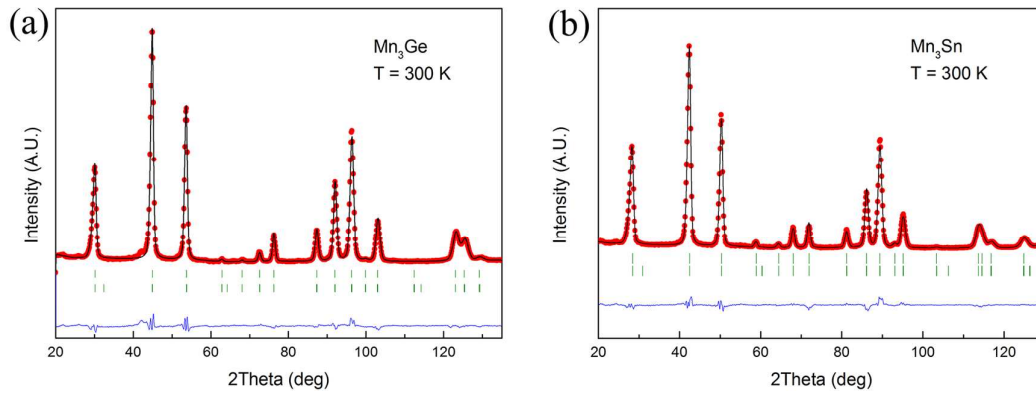 (a)
Mn₃Ge
T = 300 K
Intensity (A.U.)
20 40 60 80 100 120
2Theta (deg)
(b)
Mn₃Sn
T = 300 K
Intensity (A.U.)
20 40 60 80 100 120
2Theta (deg)